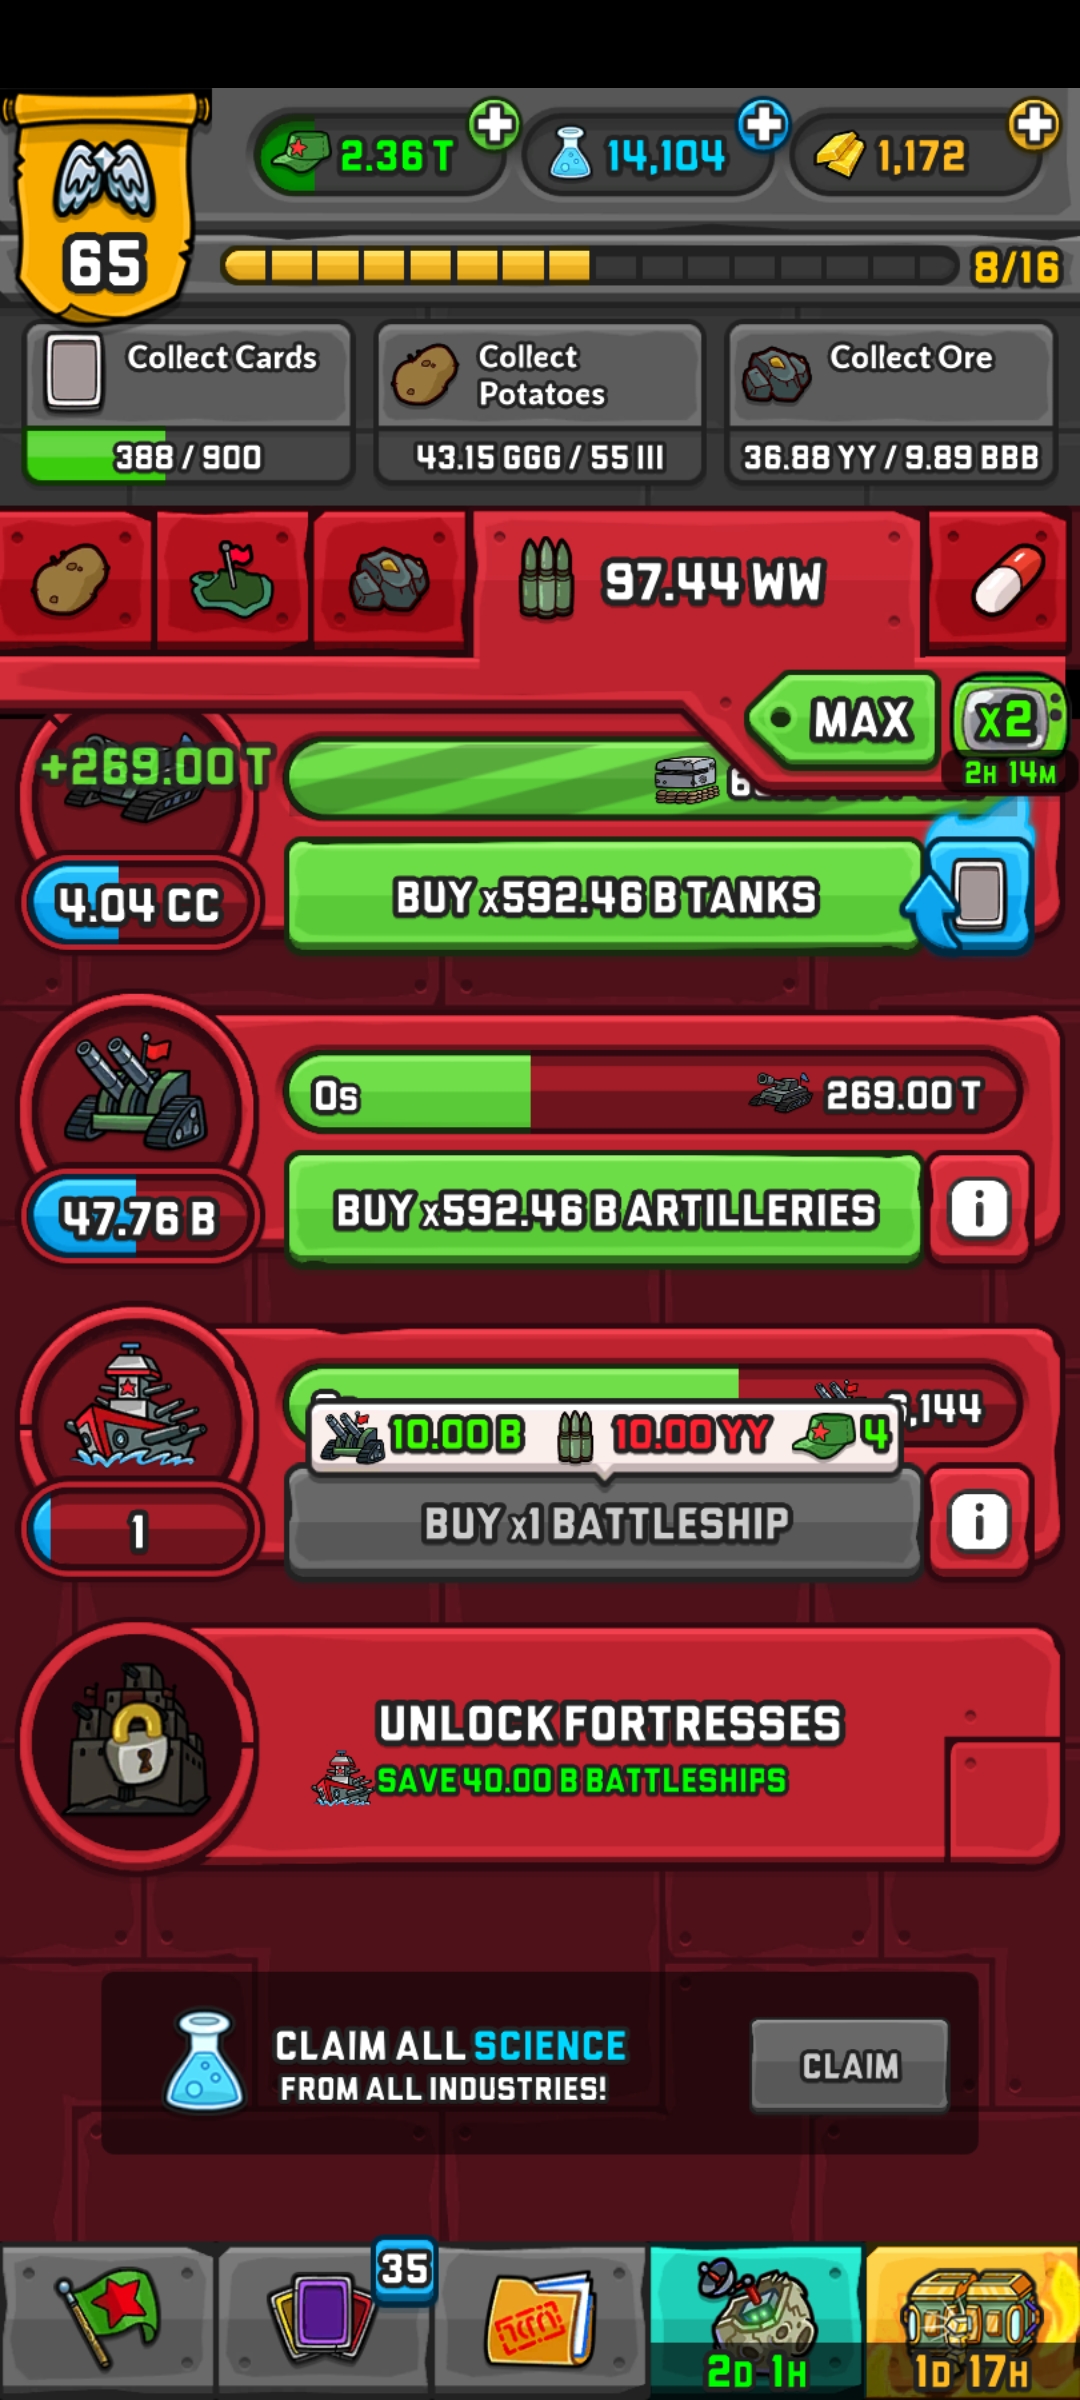 2.36 T
14,104
1,172
65
8/16
Collect Cards
388 / 900
Collect
Potatoes
43.15 GGG / 55 III
Collect Ore
36.88 YY / 9.89 BBB
97.44 WW
MAX
x2
2H 14M
+269.00 T
4.04 CC
BUY x592.46 B TANKS
0s
269.00 T
47.76 B
BUY x592.46 B ARTILLERIES
i
,144
10.00 B
10.00 YY
4
1
BUY x1 BATTLESHIP
i
UNLOCK FORTRESSES
SAVE 40.00 B BATTLESHIPS
CLAIM ALL SCIENCE
FROM ALL INDUSTRIES!
CLAIM
35
2D 1H
1D 17H